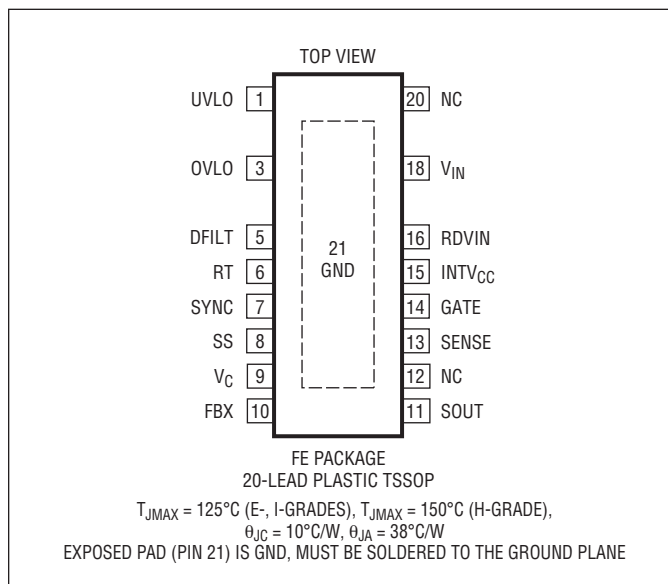 TOP VIEW
UVLO 1
20 NC
OVLO 3
18 VIN
DFILT 5
16 RDVIN
21
GND
RT 6
15 INTVCC
SYNC 7
14 GATE
SS 8
13 SENSE
VC 9
12 NC
FBX 10
11 SOUT
FE PACKAGE
20-LEAD PLASTIC TSSOP
TJMAX = 125°C (E-, I-GRADES), TJMAX = 150°C (H-GRADE),
θJC = 10°C/W, θJA = 38°C/W
EXPOSED PAD (PIN 21) IS GND, MUST BE SOLDERED TO THE GROUND PLANE